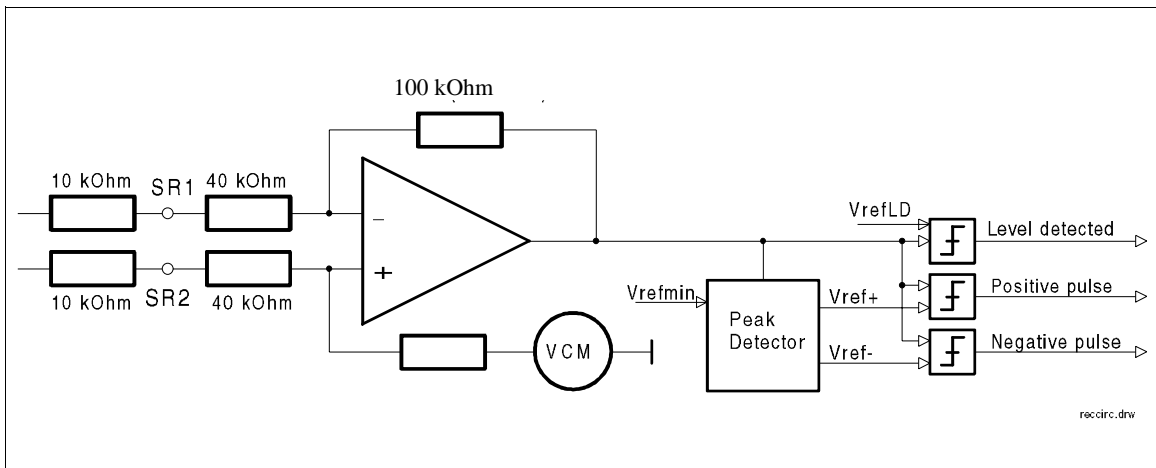 100 kOhm
10 kOhm
SR1
40 kOhm
10 kOhm
SR2
40 kOhm
−
+
VCM
Vrefmin
Peak
Detector
Vref+
Vref-
VrefLD
Level detected
Positive pulse
Negative pulse
reccirc.drw